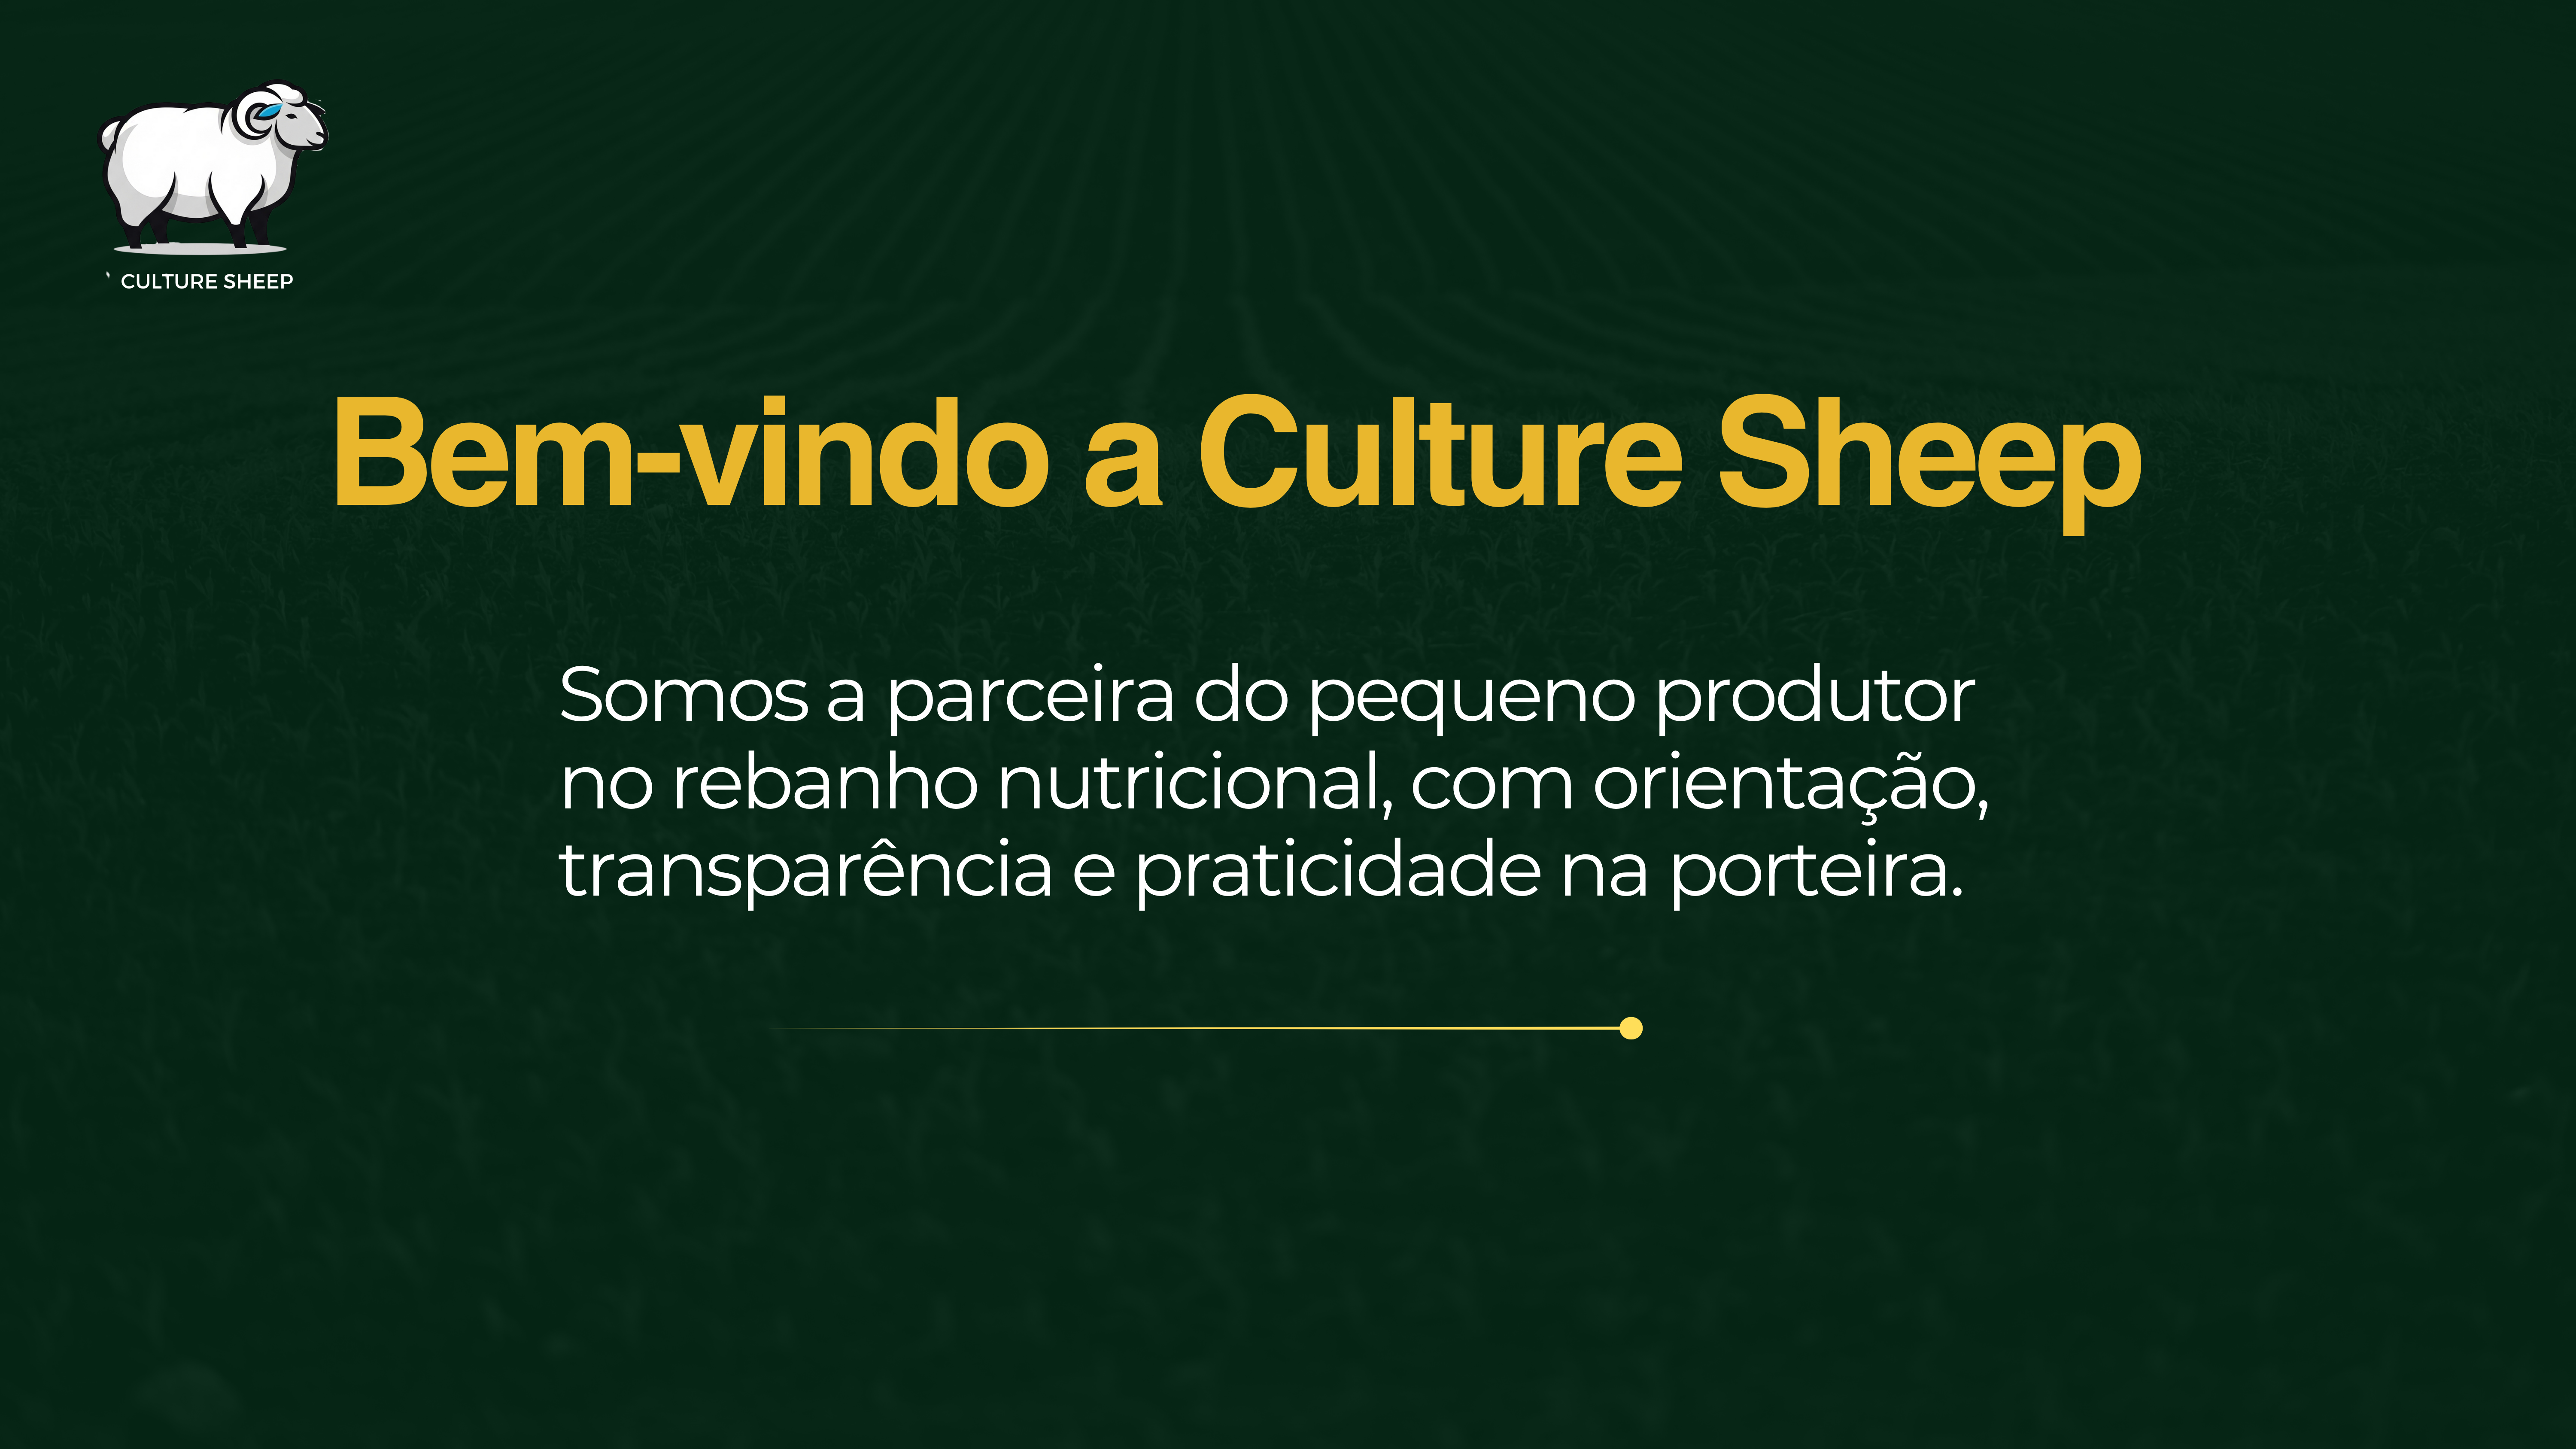 CULTURE SHEEP
Bem-vindo a Culture Sheep
Somos a parceira do pequeno produtor
no rebanho nutricional, com orientação,
transparência e praticidade na porteira.